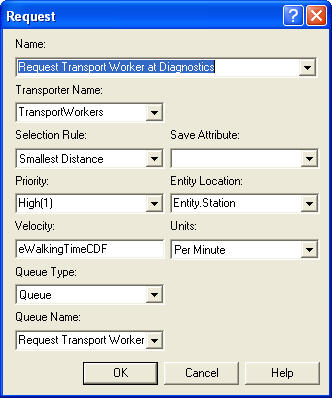 Request
Name:
Request Transport Worker at Diagnostics
Transporter Name:
TransportWorkers
Selection Rule: Save Attribute:
Smallest Distance
Priority: Entity Location:
High(1) Entity.Station
Velocity: Units:
eWalkingTimeCDF Per Minute
Queue Type:
Queue
Queue Name:
Request Transport Worker
OK Cancel Help